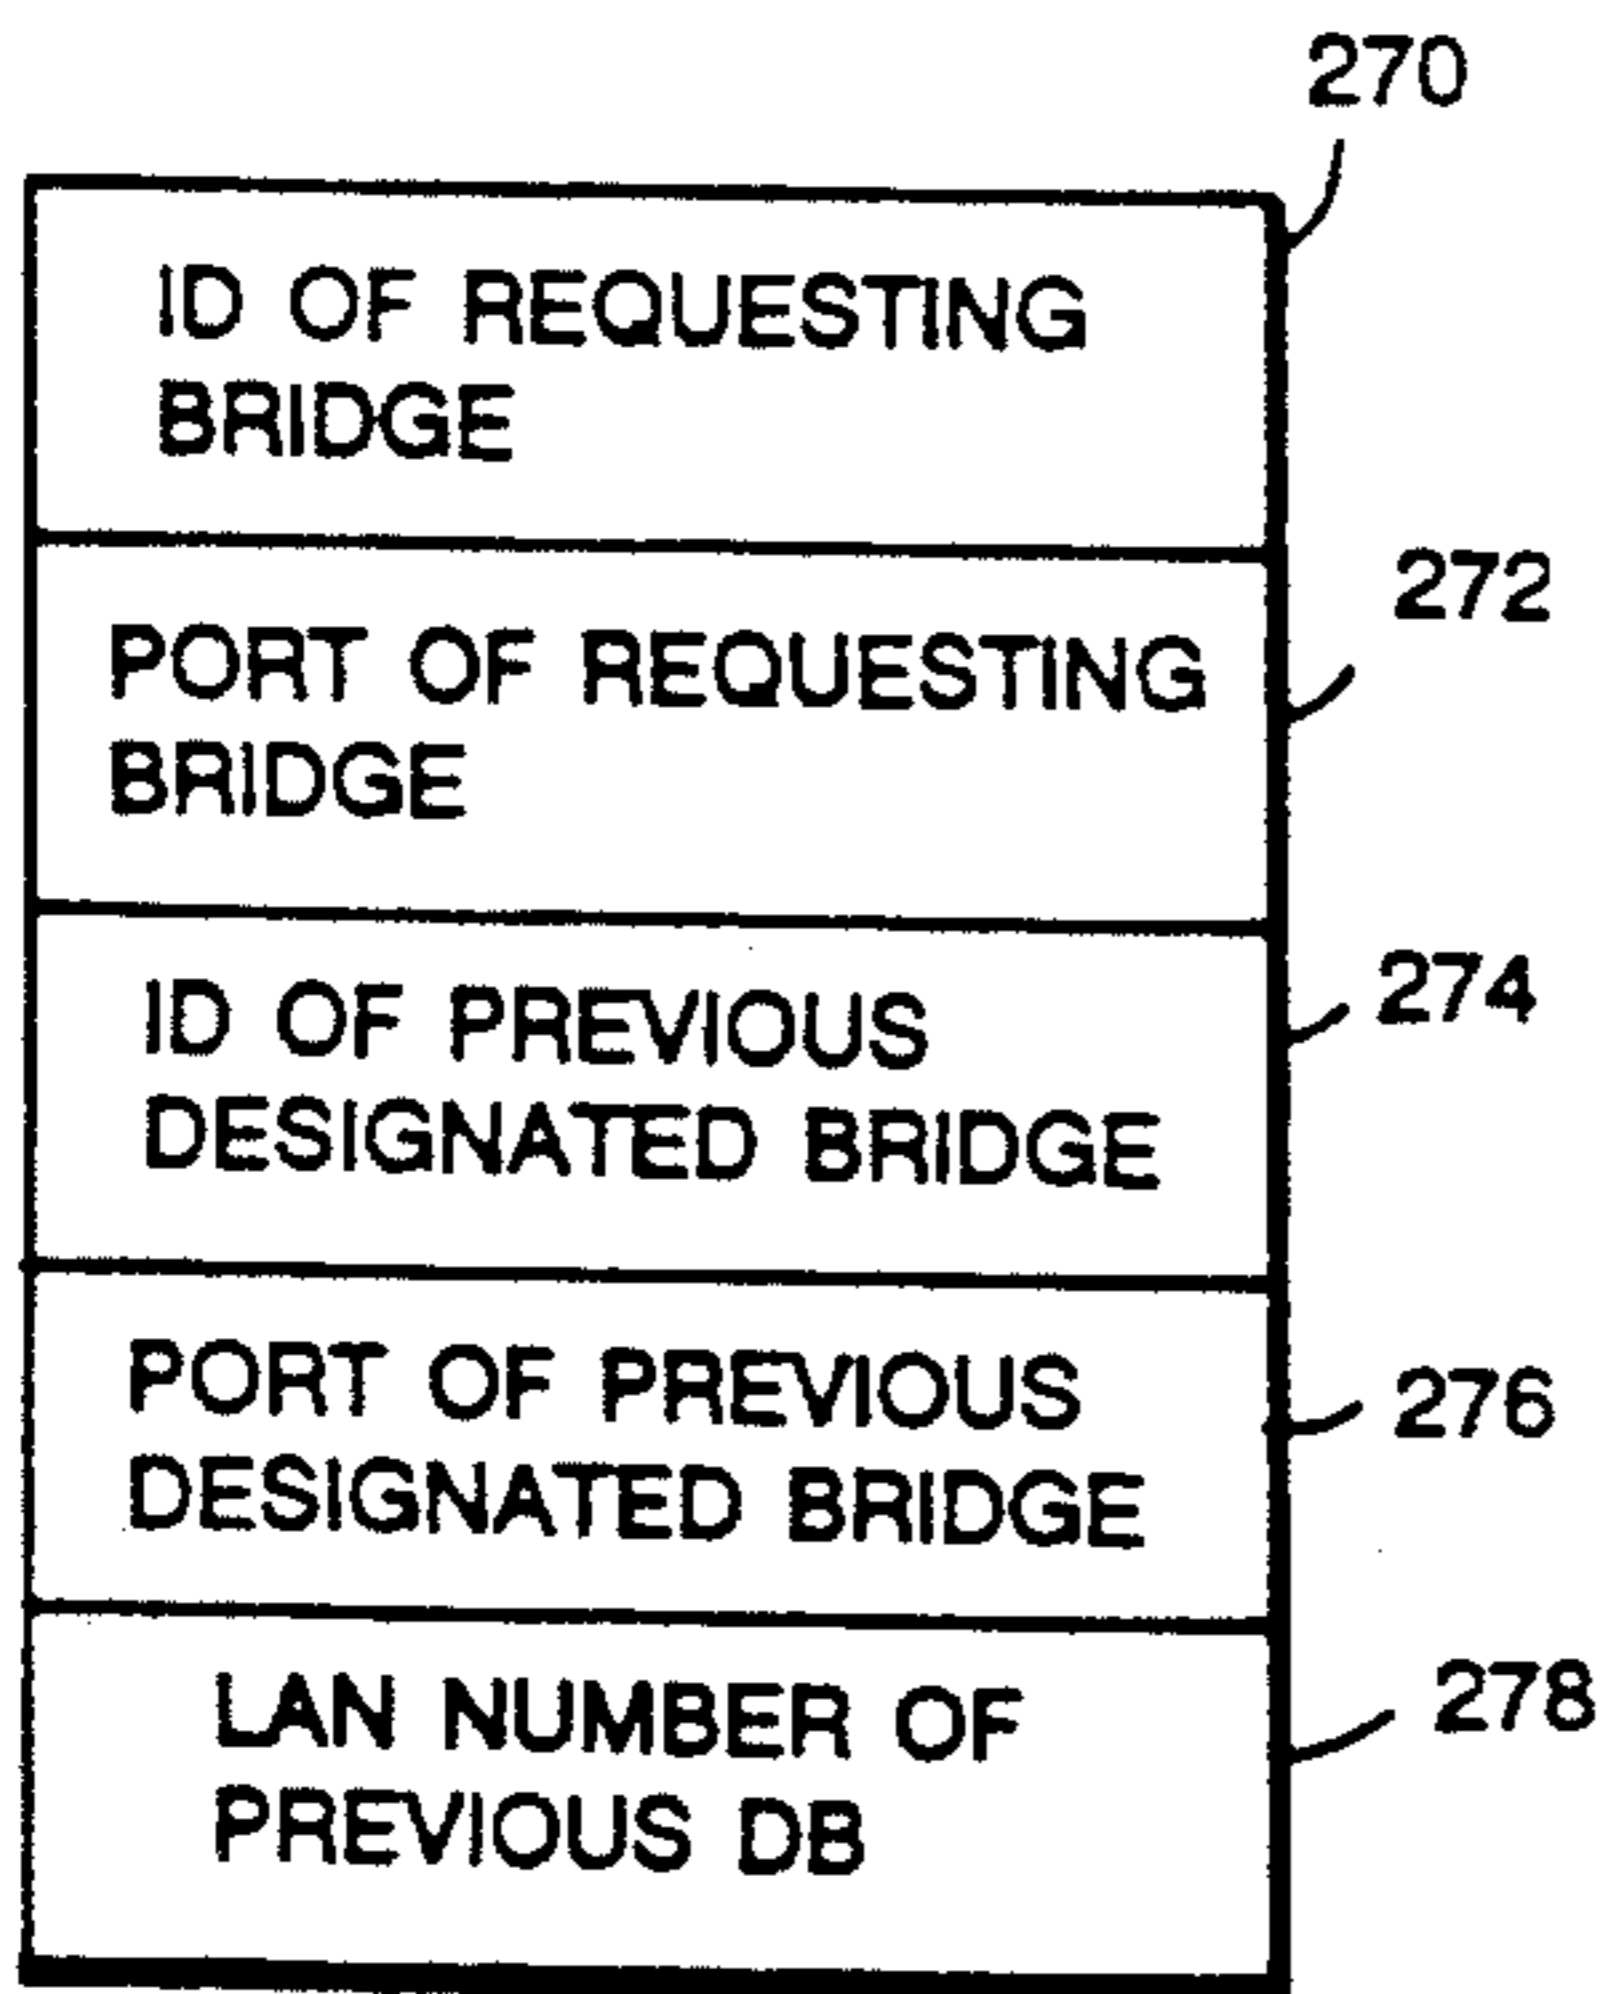 270
ID OF REQUESTING
BRIDGE
272
PORT OF REQUESTING
BRIDGE
274
ID OF PREVIOUS
DESIGNATED BRIDGE
276
PORT OF PREVIOUS
DESIGNATED BRIDGE
278
LAN NUMBER OF
PREVIOUS DB